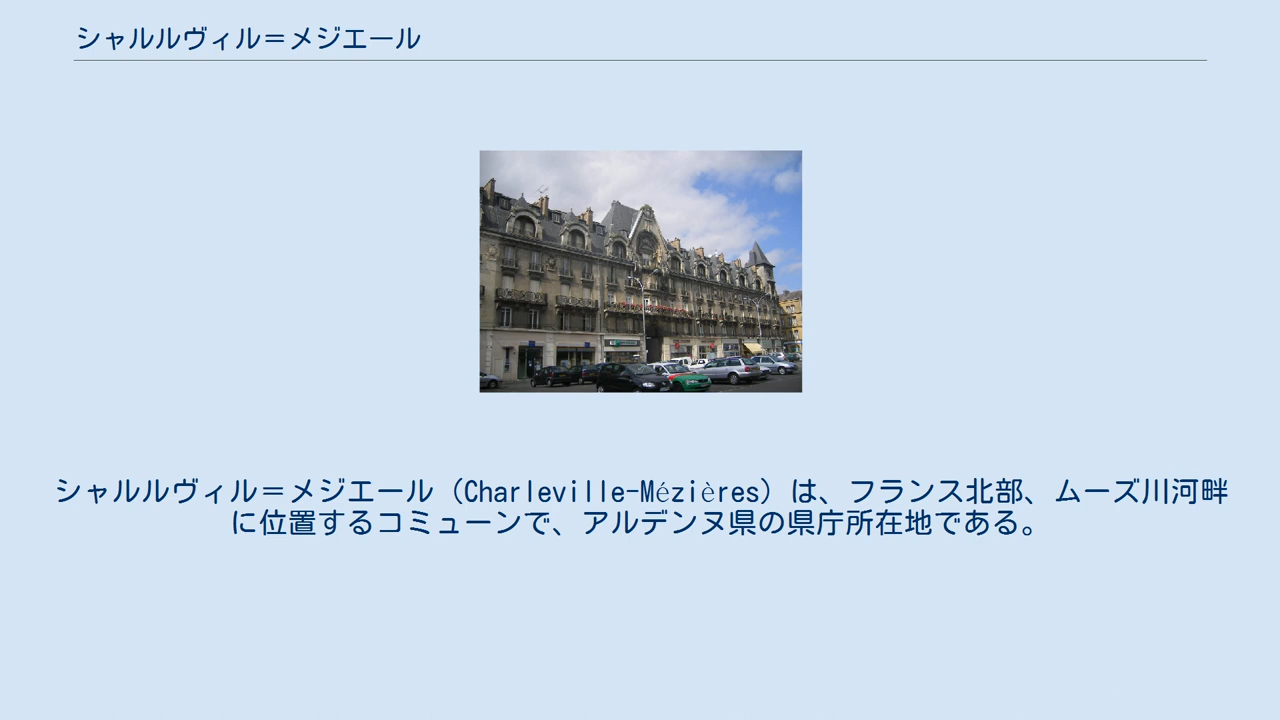 シャルルヴィル＝メジエール
シャルルヴィル＝メジエール（Charleville-Mézières）は、フランス北部、ムーズ川河畔
に位置するコミューンで、アルデンヌ県の県庁所在地である。